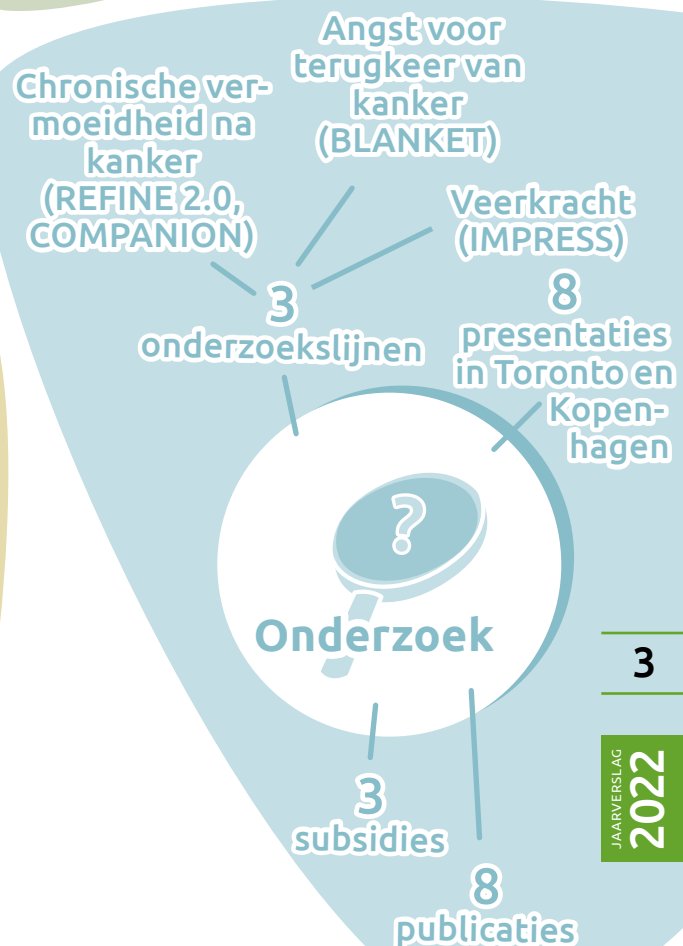 Chronische ver-
moeidheid na
kanker
(REFINE 2.0,
COMPANION)
Angst voor
terugkeer van
kanker
(BLANKET)
Veerkracht
(IMPRESS)
3
onderzoekslijnen
8
presentaties
in Toronto en
Kopen-
hagen
?
Onderzoek
3
subsidies
8
publicaties
3
JAARVERSLAG
2022